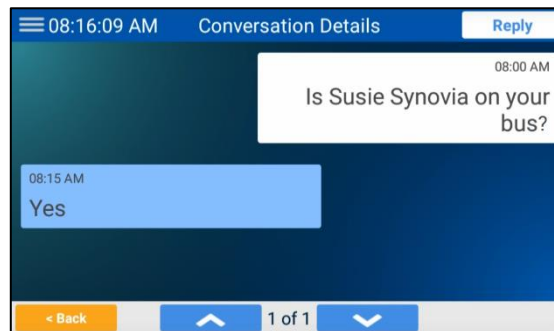 08:16:09 AM Conversation Details Reply
08:00 AM
Is Susie Synovia on your
bus?
08:15 AM
Yes
< Back 1 of 1